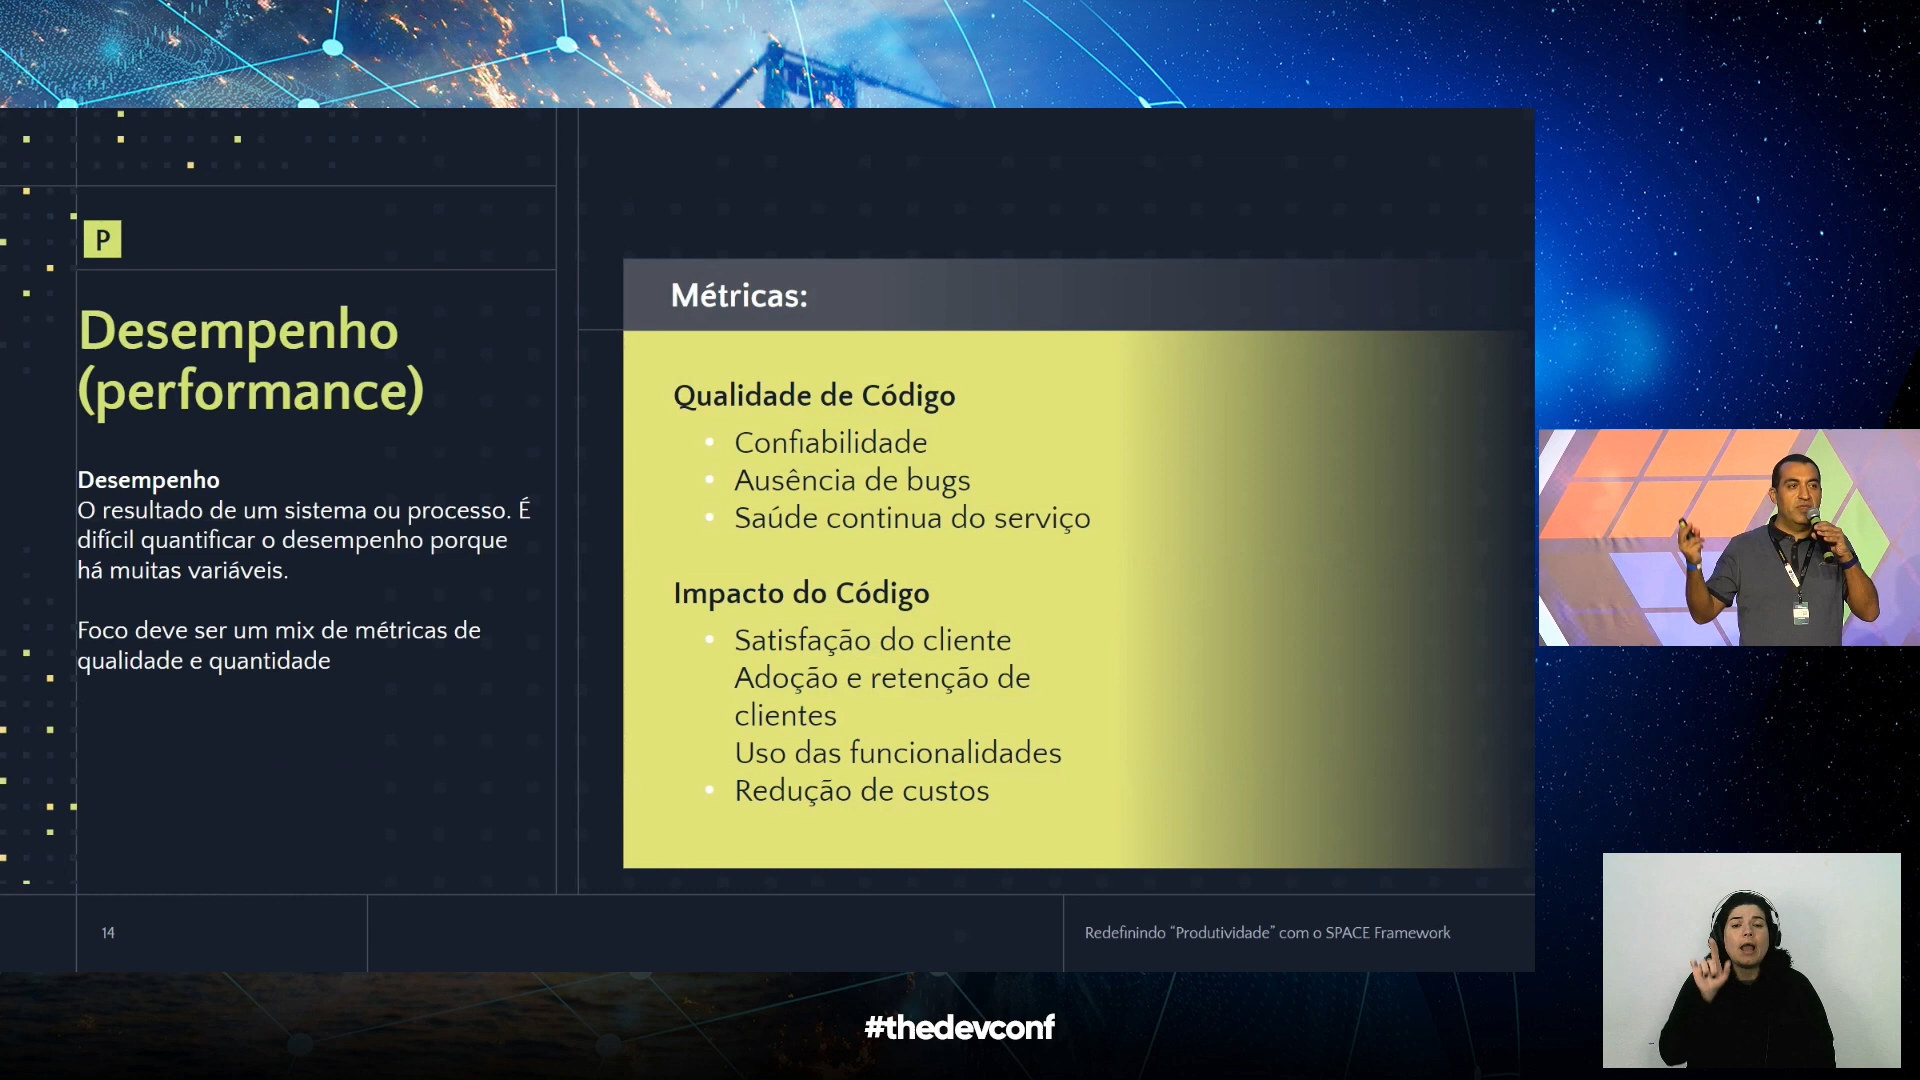 P
Desempenho
(performance)
Desempenho
O resultado de um sistema ou processo. É
difícil quantificar o desempenho porque
há muitas variáveis.
Foco deve ser um mix de métricas de
qualidade e quantidade
Métricas:
Qualidade de Código
• Confiabilidade
• Ausência de bugs
• Saúde continua do serviço
Impacto do Código
• Satisfação do cliente
Adoção e retenção de
clientes
Uso das funcionalidades
• Redução de custos
14
Redefinindo “Produtividade” com o SPACE Framework
#thedevconf